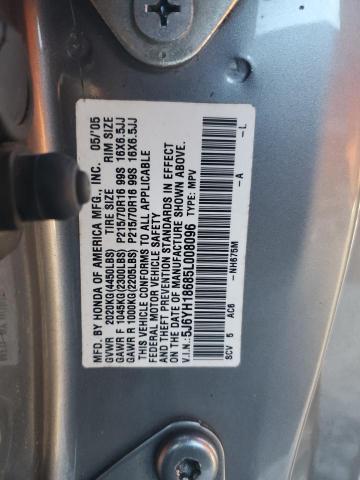 MFD. BY HONDA OF AMERICA MFG., INC. 05/'05
GVWR 2020KG(4450LBS) TIRE SIZE: RIM SIZE:
GAWR F 1045KG(2300LBS) P215/70R16 99S 16X6.5JJ
GAWR R 1000KG(2205LBS) P215/70R16 99S 16X6.5JJ
THIS VEHICLE CONFORMS TO ALL APPLICABLE
FEDERAL MOTOR VEHICLE SAFETY
AND THEFT PREVENTION STANDARDS IN EFFECT
ON THE DATE OF MANUFACTURE SHOWN ABOVE.
V.I.N.: 5J6YH18685L008096 TYPE: MPV
SCV 5 AC6 -NH675M -A -L